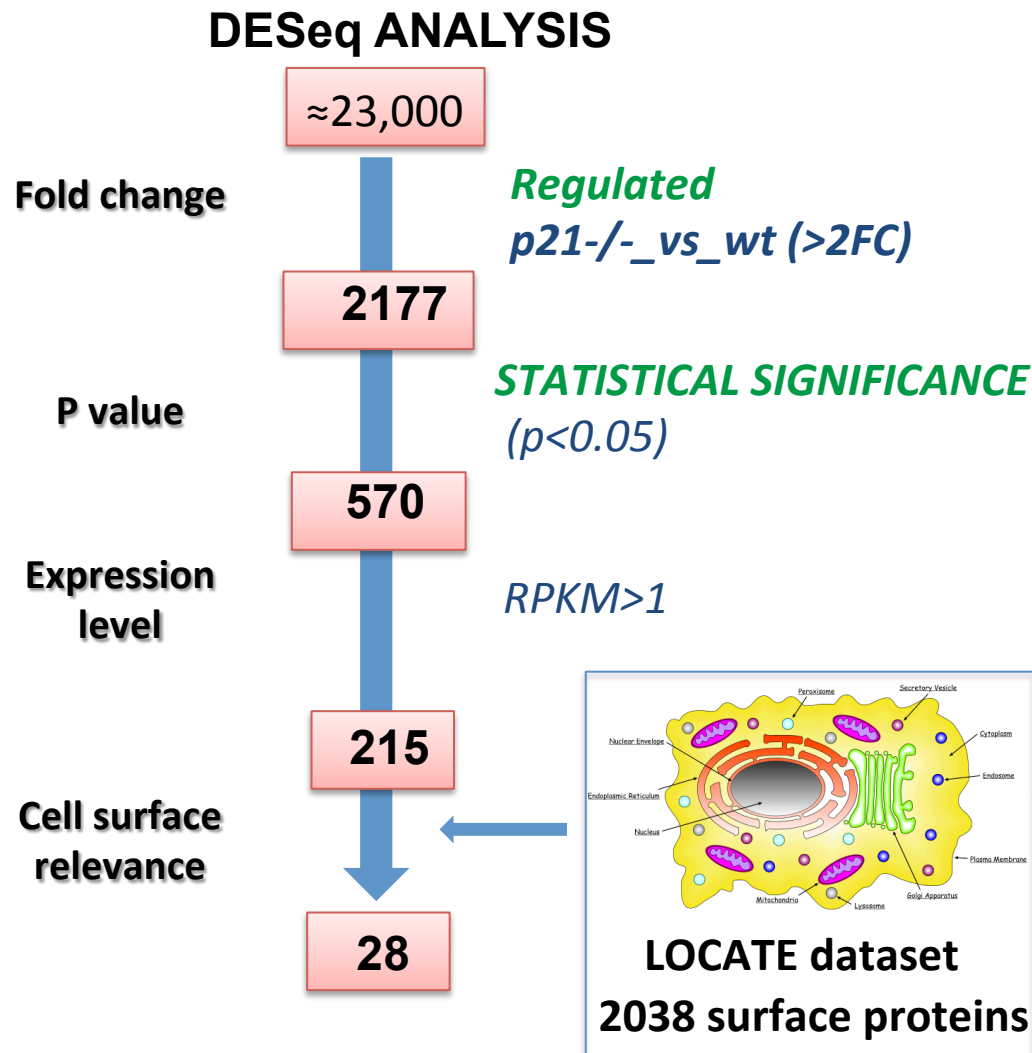 DESeq ANALYSIS
≈23,000
Fold change
Regulated
p21-/-_vs_wt (>2FC)
2177
P value
STATISTICAL SIGNIFICANCE
(p<0.05)
570
Expression
level
RPKM>1
215
Cell surface
relevance
28
Peroxisome
Secretory Vesicle
Nuclear Envelope
Cytoplasm
Endosome
Endoplasmic Reticulum
Nucleus
Plasma Membrane
Mitochondria
Golgi Apparatus
Lysosome
LOCATE dataset
2038 surface proteins